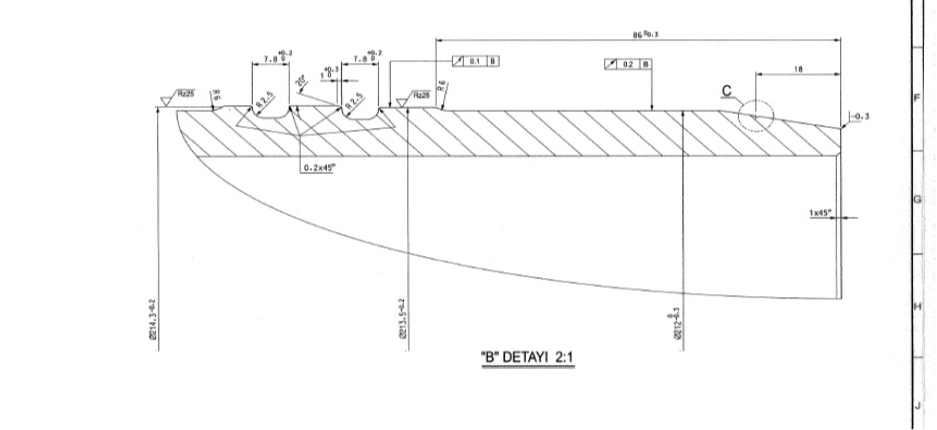 86 ⁰₋0.3
7.8 +0.2 0
7.8 +0.2 0
1 +0.3 0
20°
0.1 B
0.2 B
18
Rz25
R6
R2.5
R2.5
Rz25
R6
C
-0.3
F
0.2x45°
G
1x45°
H
Ø214.3-0.2
Ø213.5-0.2
Ø212-0.3 0
"B" DETAYI 2:1
J